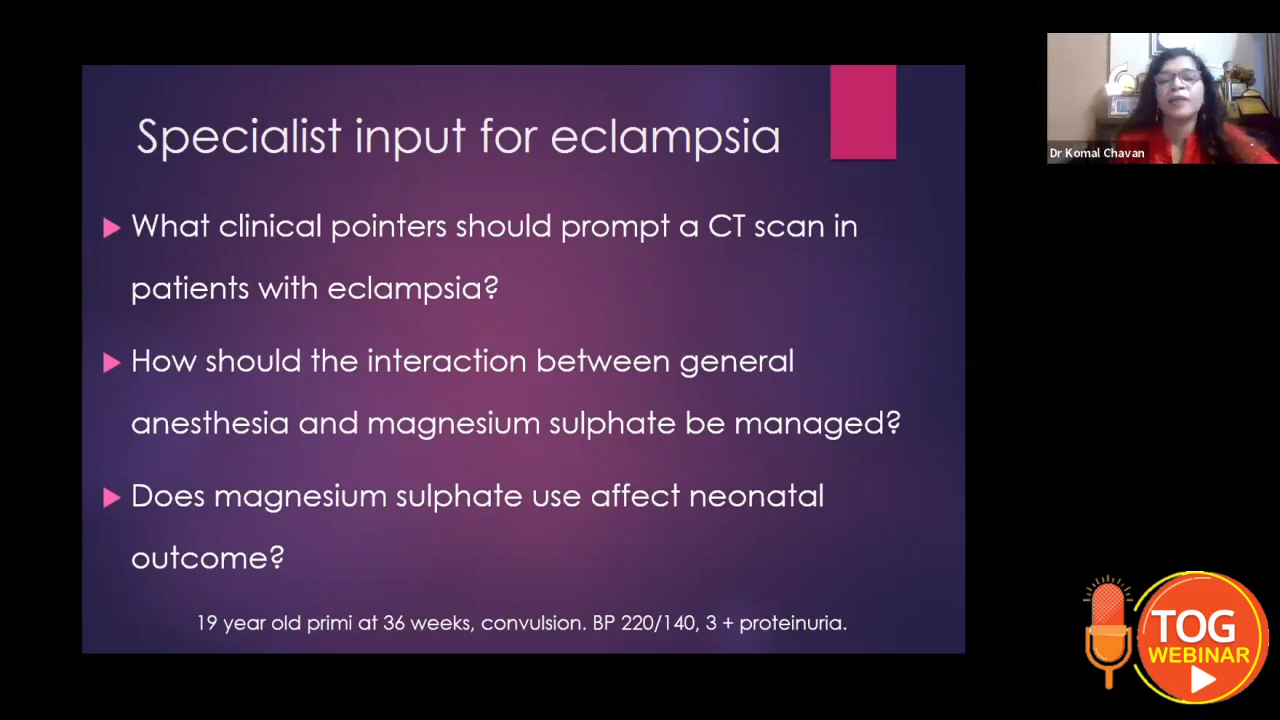 Specialist input for eclampsia
What clinical pointers should prompt a CT scan in
patients with eclampsia?
How should the interaction between general
anesthesia and magnesium sulphate be managed?
Does magnesium sulphate use affect neonatal
outcome?
19 year old primi at 36 weeks, convulsion. BP 220/140, 3 + proteinuria.
Dr Komal Chavan
TOG
WEBINAR